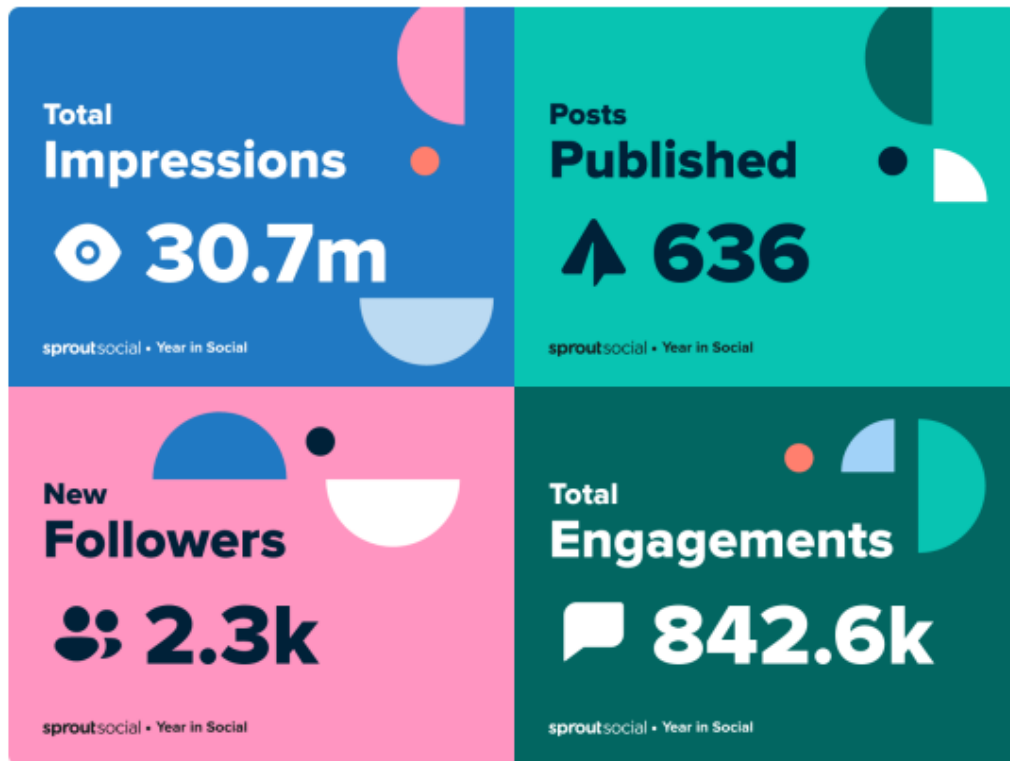 Total
Impressions
30.7m
sproutsocial • Year in Social
Posts
Published
636
sproutsocial • Year in Social
New
Followers
2.3k
sproutsocial • Year in Social
Total
Engagements
842.6k
sproutsocial • Year in Social